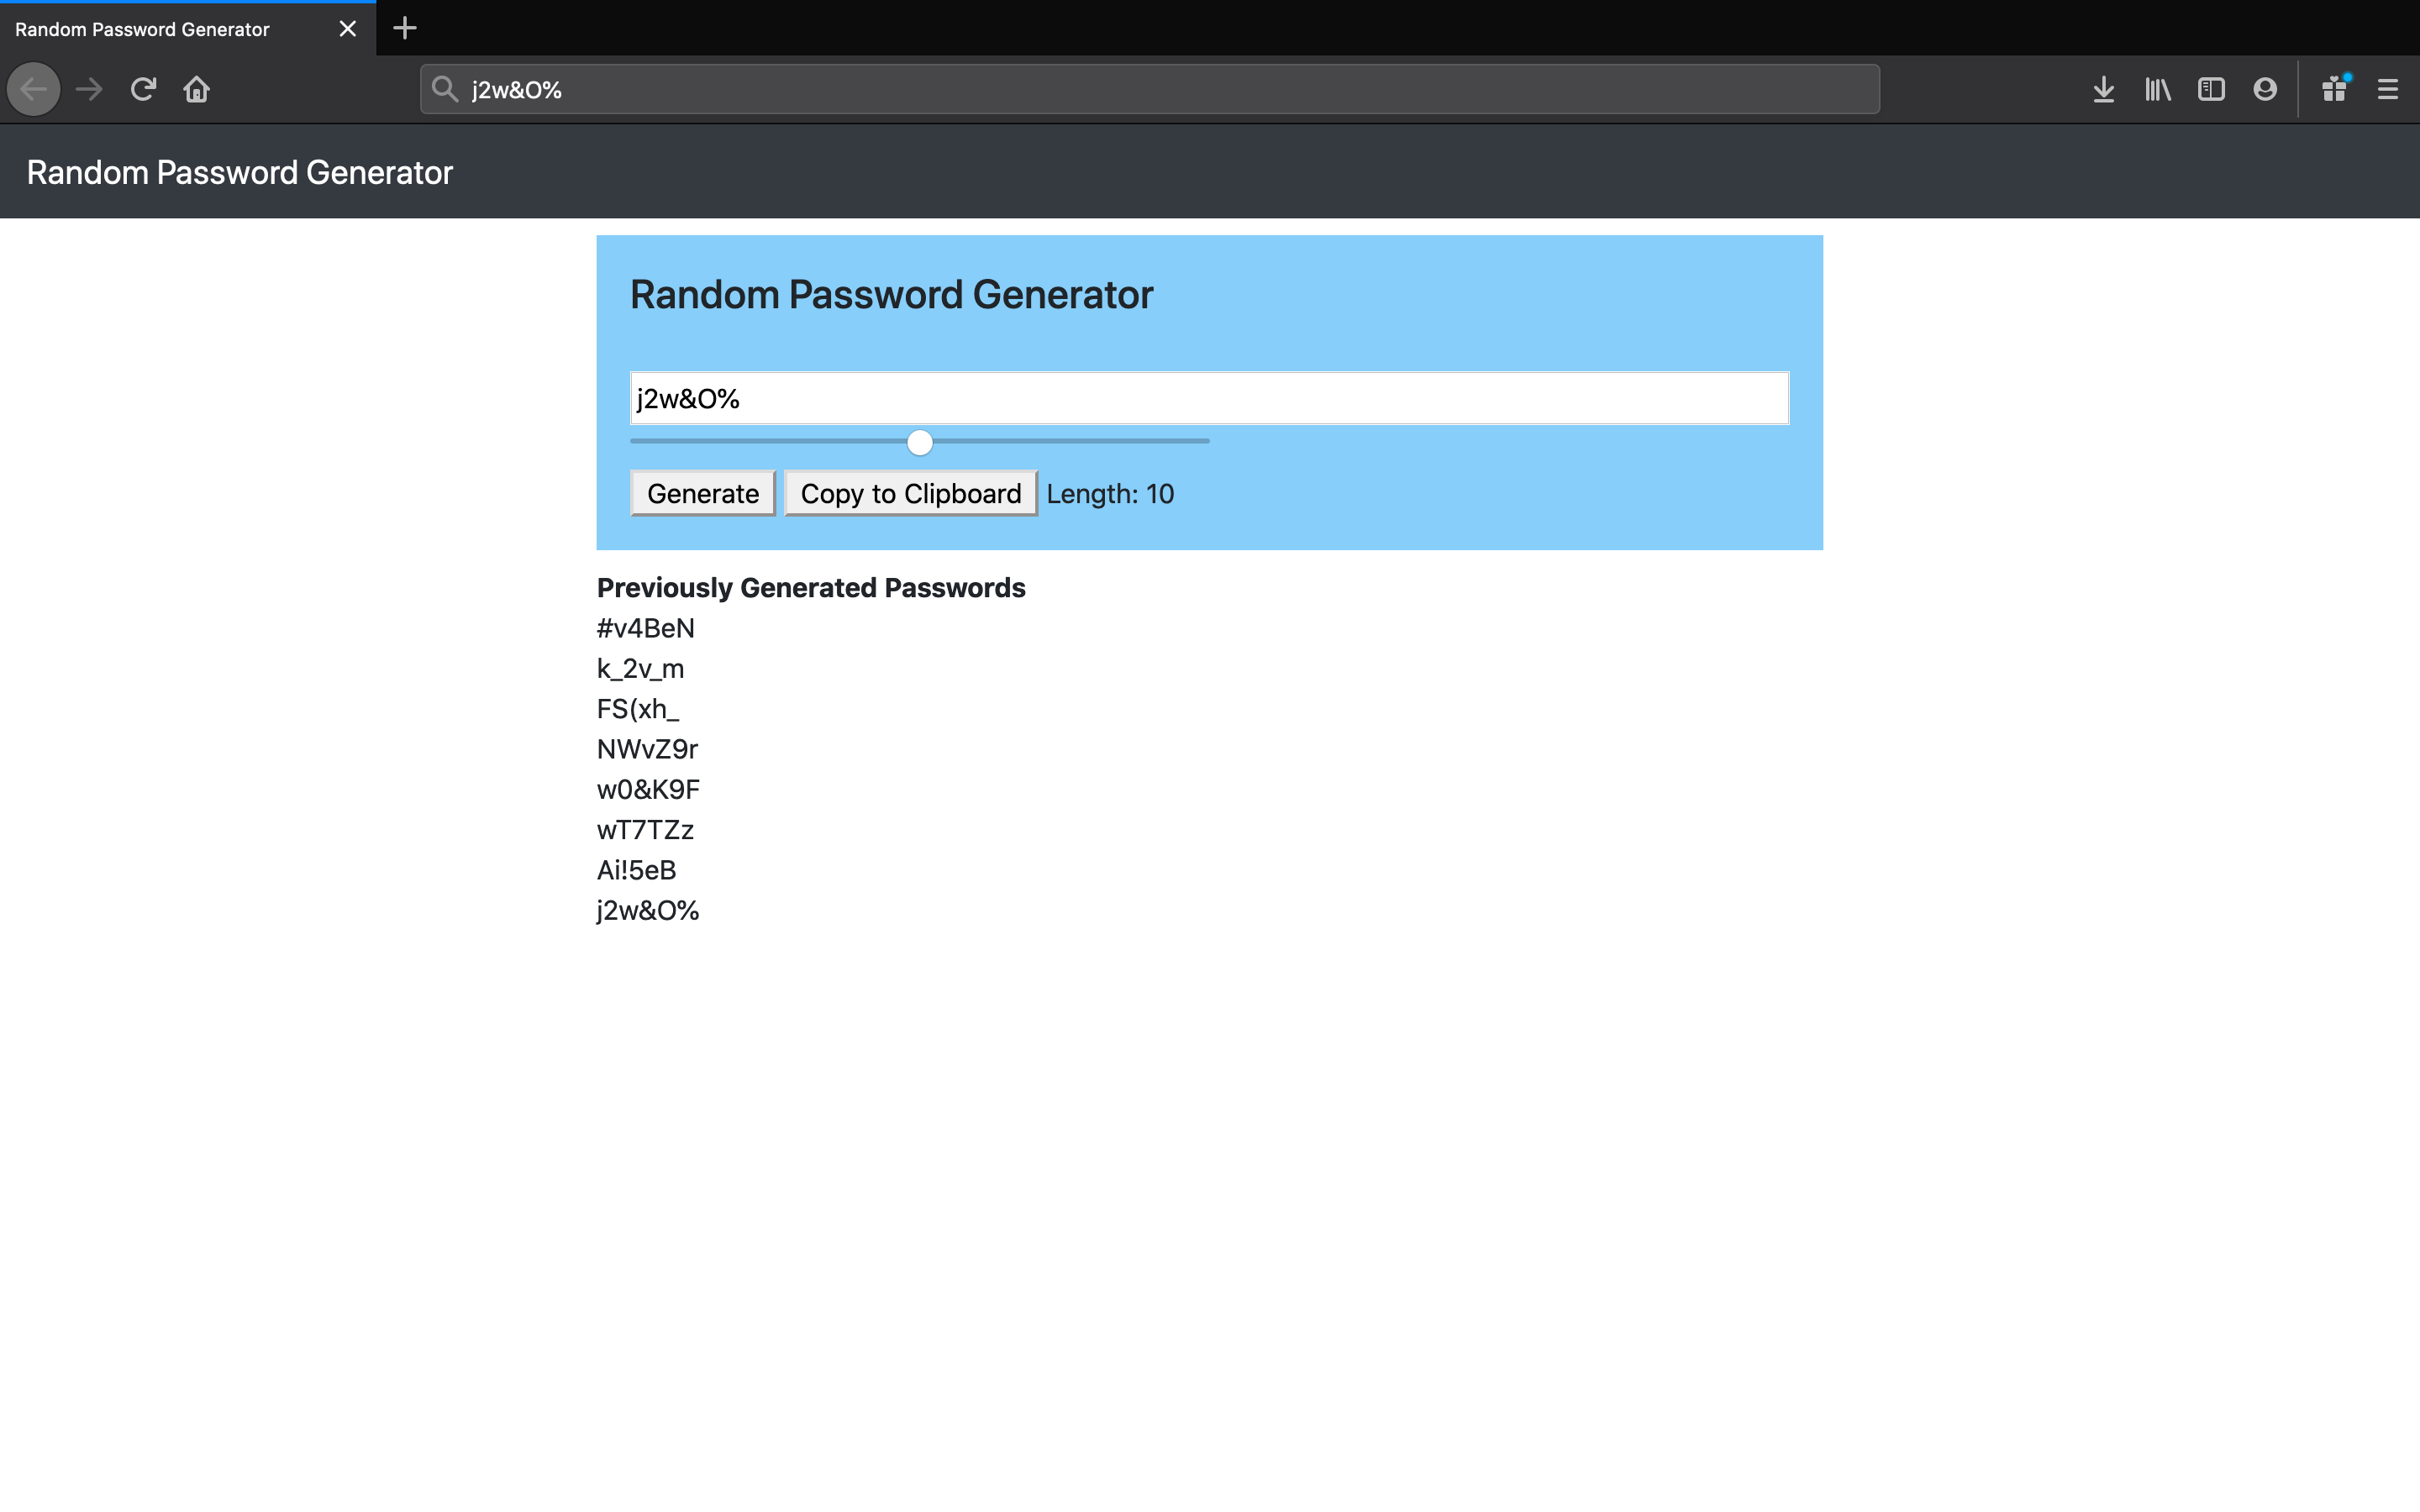 Random Password Generator
j2w&O%
Random Password Generator
Random Password Generator
j2w&O%
Generate Copy to Clipboard Length: 10
Previously Generated Passwords
#v4BeN
k_2v_m
FS(xh_
NWvZ9r
w0&K9F
wT7TZz
Ai!5eB
j2w&O%